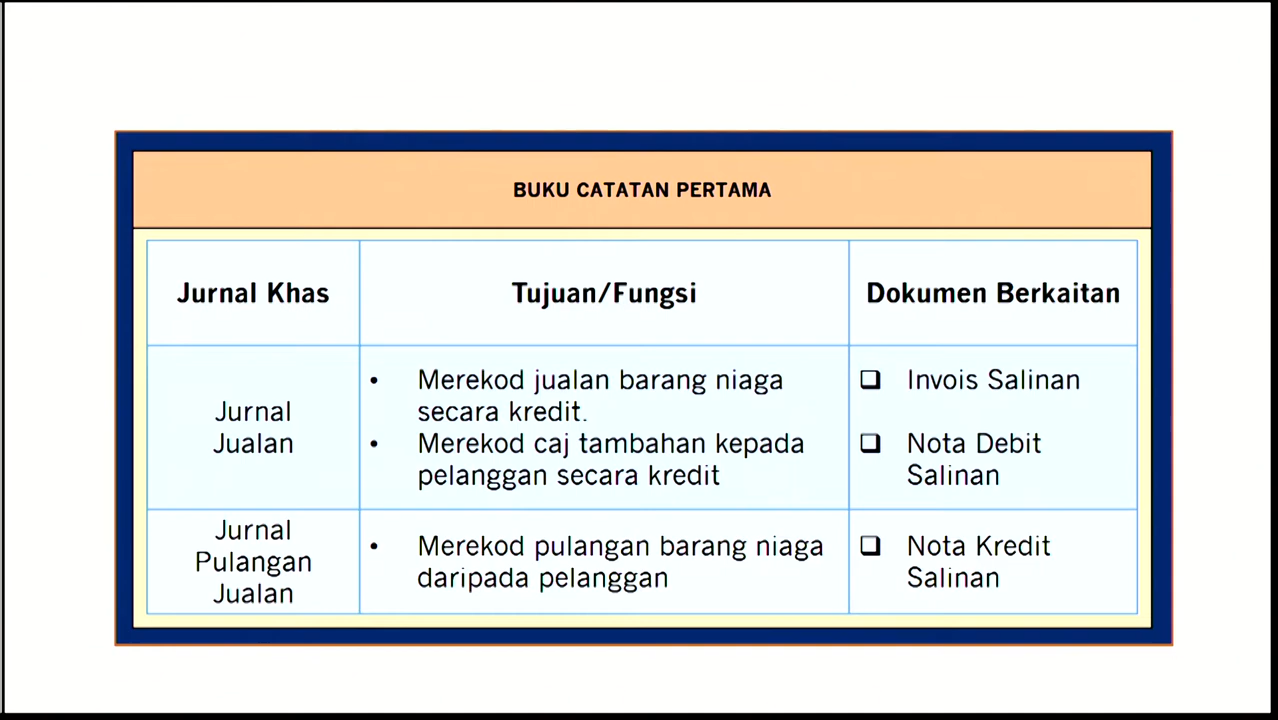 BUKU CATATAN PERTAMA
Jurnal Khas
Tujuan/Fungsi
Dokumen Berkaitan
Jurnal
Jualan
• Merekod jualan barang niaga
secara kredit.
• Merekod caj tambahan kepada
pelanggan secara kredit
❑ Invois Salinan
❑ Nota Debit
Salinan
Jurnal
Pulangan
Jualan
• Merekod pulangan barang niaga
daripada pelanggan
❑ Nota Kredit
Salinan